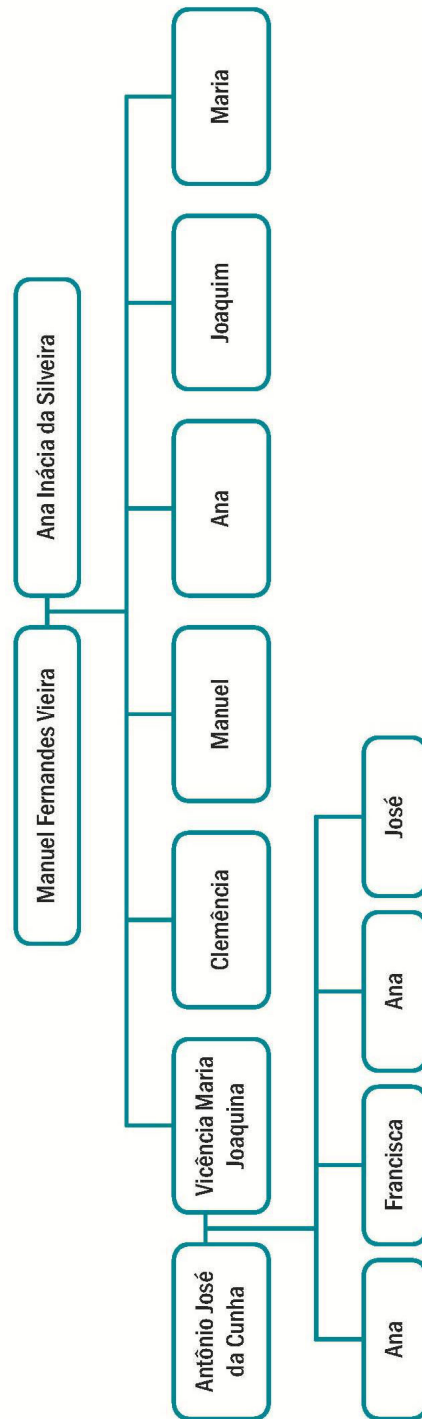 Manuel Fernandes Vieira
Ana Inácia da Silveira
Antônio José
da Cunha
Vicência Maria
Joaquina
Clemência
Manuel
Ana
Joaquim
Maria
Ana
Francisca
Ana
José